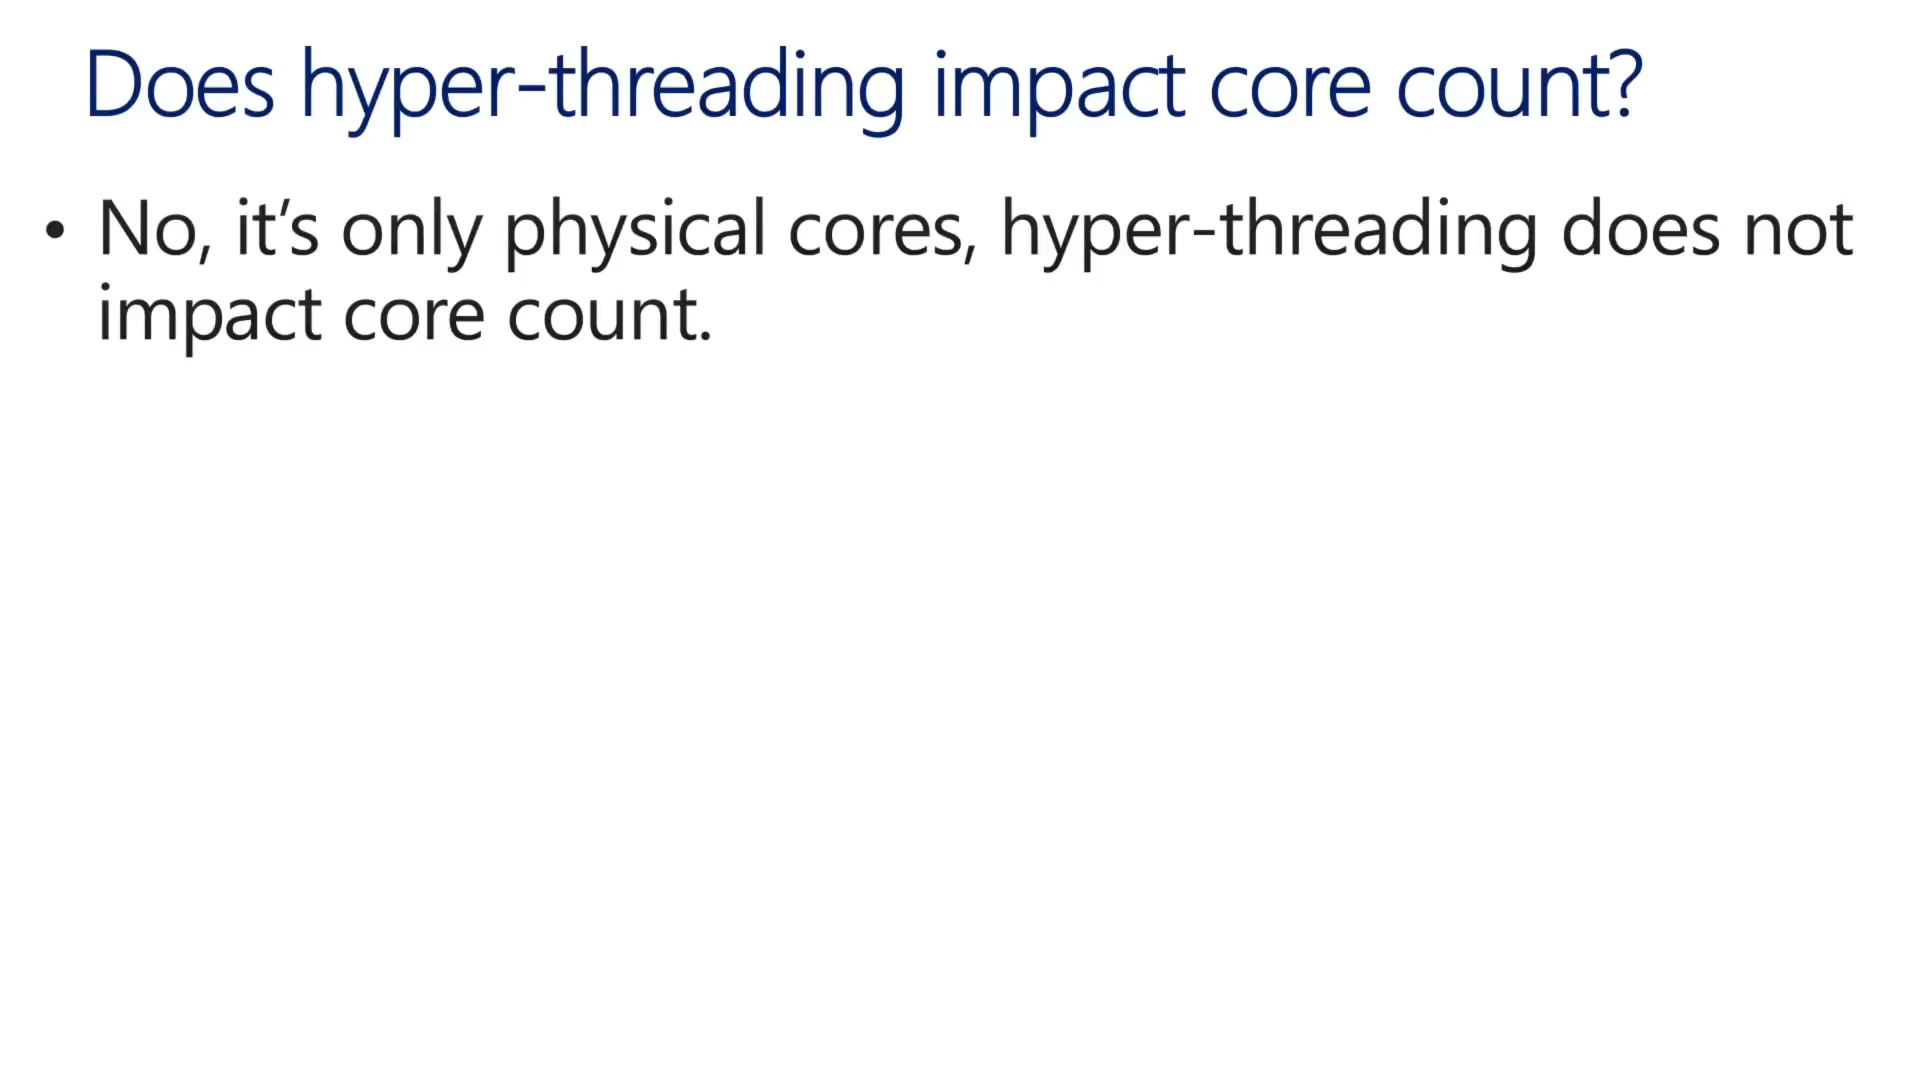 Does hyper-threading impact core count?
• No, it’s only physical cores, hyper-threading does not
impact core count.